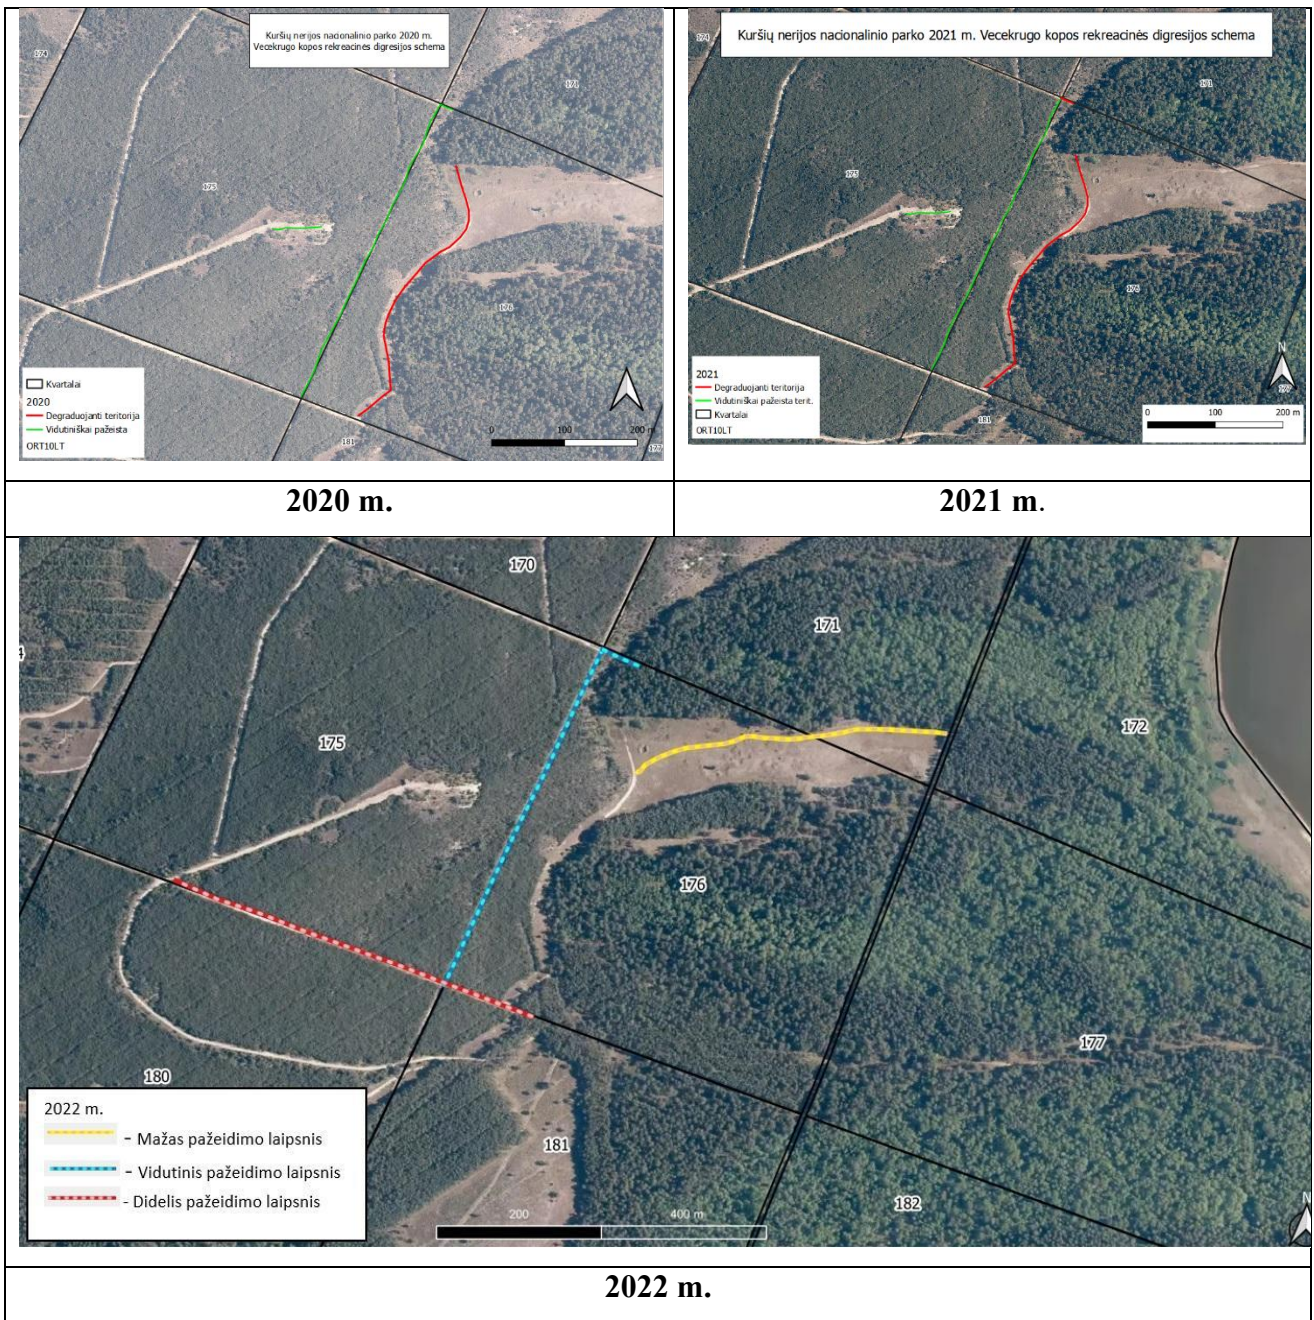 Kuršių nerijos nacionalinio parko 2020 m.
Vecekrugo kopos rekreacinės digresijos schema
174
171
175
176
Kvartalai
2020
Degraduojanti teritorija
Vidutiniškai pažeista
ORT10LT
181
0 100 200 m
177
2020 m.
Kuršių nerijos nacionalinio parko 2021 m. Vecekrugo kopos rekreacinės digresijos schema
174
171
175
176
N
2021
Degraduojanti teritorija
Vidutiniškai pažeista terit.
Kvartalai
ORT10LT
181
177
0 100 200 m
2021 m.
170
171
172
4
175
176
177
180
181
182
2022 m.
- Mažas pažeidimo laipsnis
- Vidutinis pažeidimo laipsnis
- Didelis pažeidimo laipsnis
200 400 m
N
2022 m.